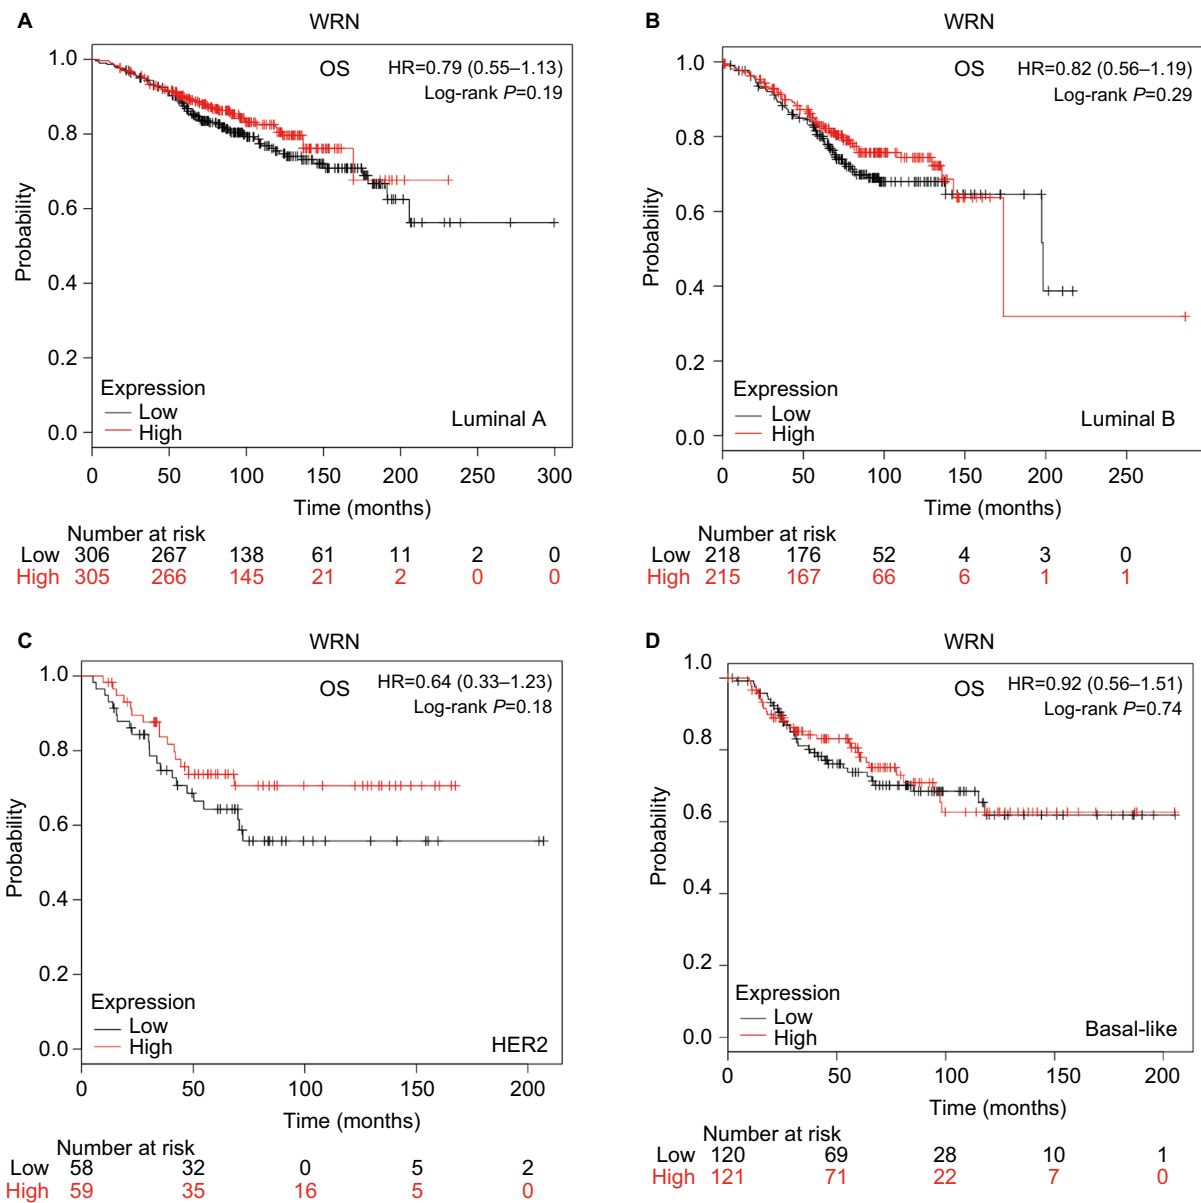 A
WRN
OS
HR=0.79 (0.55–1.13)
Log-rank P=0.19
Probability
1.0
0.8
0.6
0.4
0.2
0.0
Expression
Low
High
Luminal A
0 50 100 150 200 250 300
Time (months)
Number at risk
Low 306 267 138 61 11 2 0
High 305 266 145 21 2 0 0
B
WRN
OS
HR=0.82 (0.56–1.19)
Log-rank P=0.29
Probability
1.0
0.8
0.6
0.4
0.2
0.0
Expression
Low
High
Luminal B
0 50 100 150 200 250
Time (months)
Number at risk
Low 218 176 52 4 3 0
High 215 167 66 6 1 1
C
WRN
OS
HR=0.64 (0.33–1.23)
Log-rank P=0.18
Probability
1.0
0.8
0.6
0.4
0.2
0.0
Expression
Low
High
HER2
0 50 100 150 200
Time (months)
Number at risk
Low 58 32 0 5 2
High 59 35 16 5 0
D
WRN
OS
HR=0.92 (0.56–1.51)
Log-rank P=0.74
Probability
1.0
0.8
0.6
0.4
0.2
0.0
Expression
Low
High
Basal-like
0 50 100 150 200
Time (months)
Number at risk
Low 120 69 28 10 1
High 121 71 22 7 0